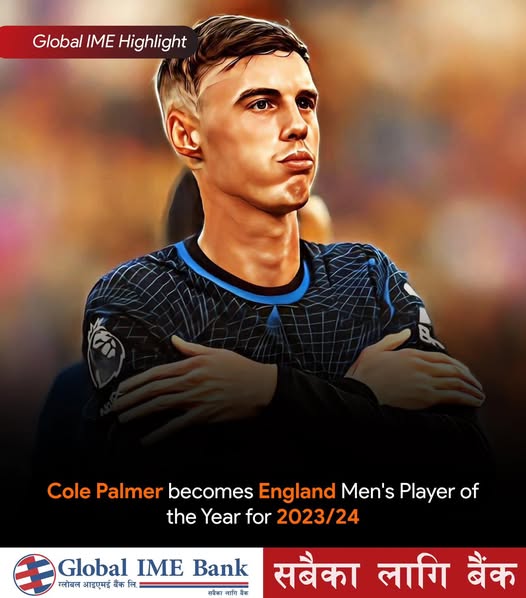 Global IME Highlight
Cole Palmer becomes England Men's Player of
the Year for 2023/24
Global IME Bank
ग्लोबल आइएमई बैंक लि.
सबैका लागि बैंक
सबैका लागि बैंक